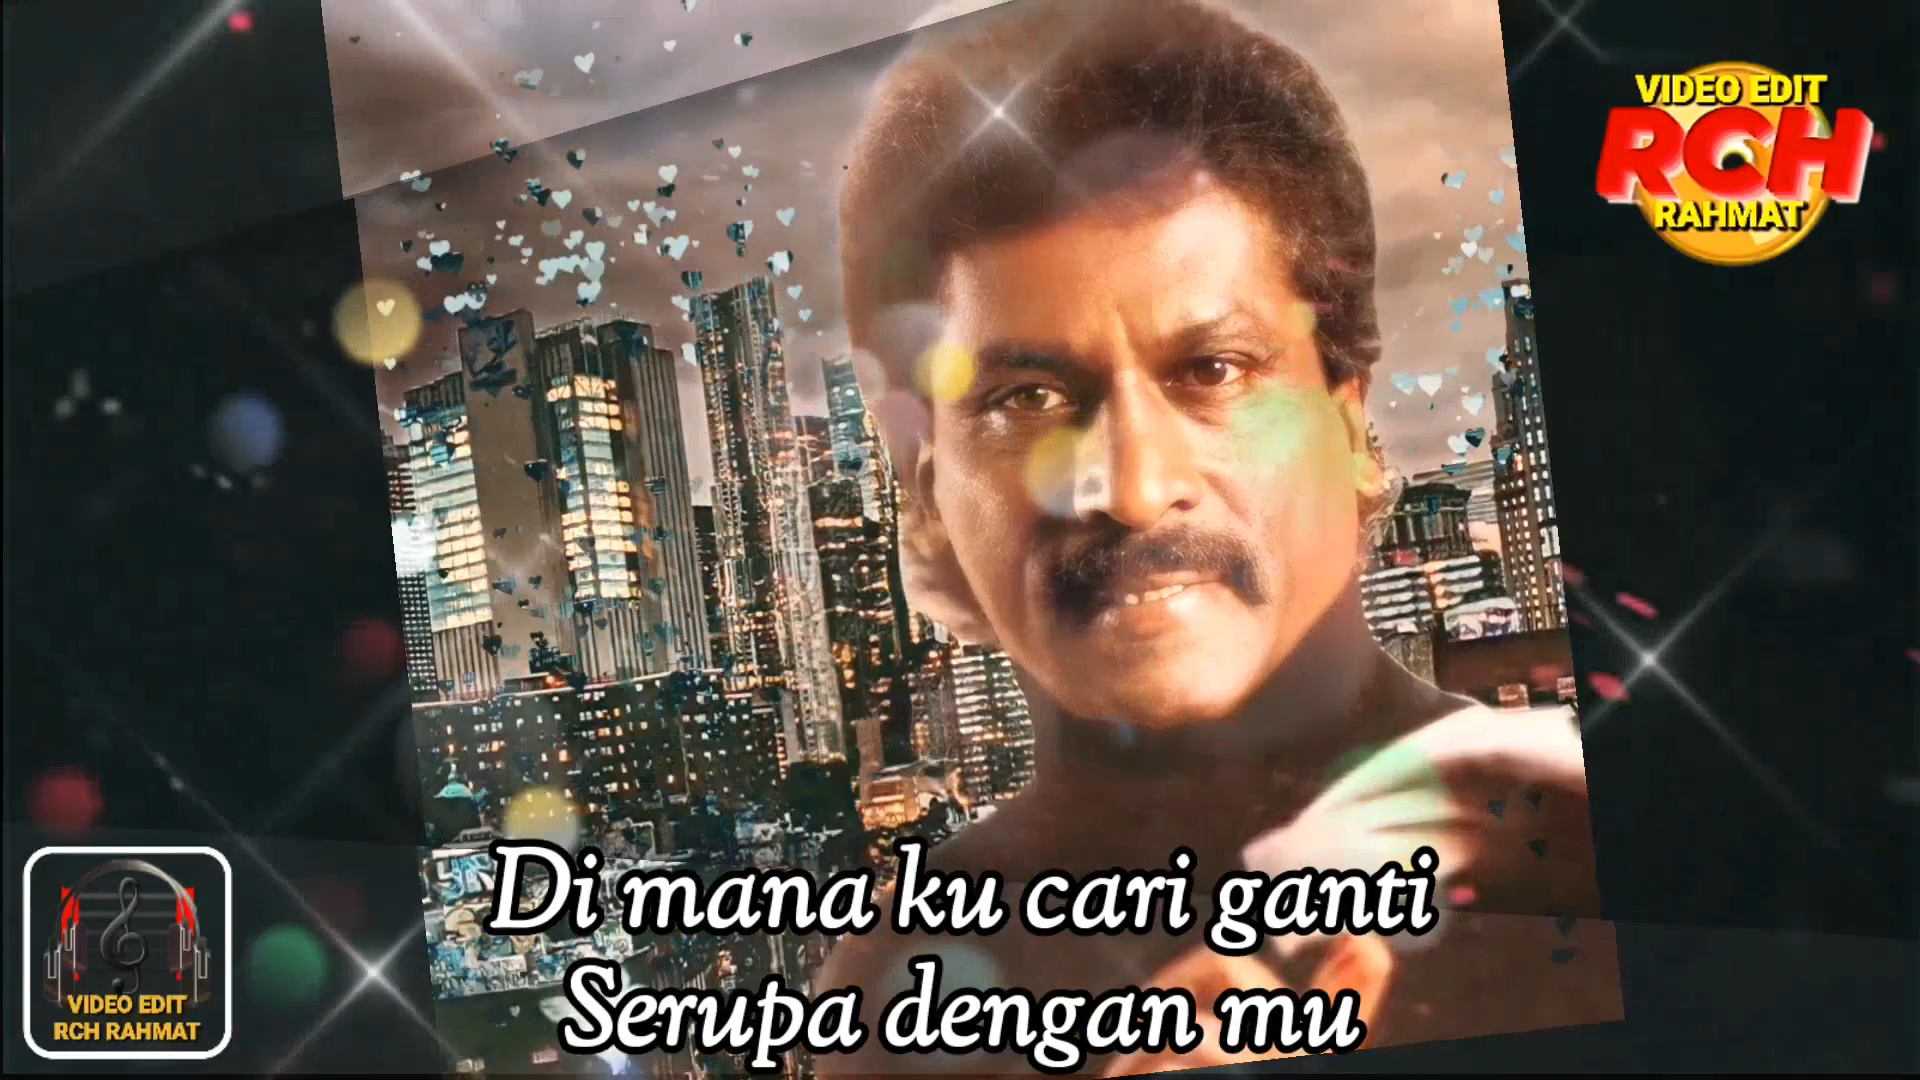 VIDEO EDIT
RCH
RAHMAT
Di mana ku cari ganti
Serupa dengan mu
VIDEO EDIT
RCH RAHMAT